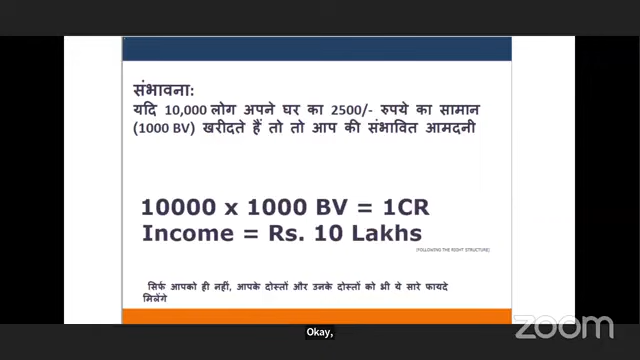 संभावना:
यदि 10,000 लोग अपने घर का 2500/- रुपये का सामान
(1000 BV) खरीदते हैं तो तो आप की संभावित आमदनी
10000 x 1000 BV = 1CR
Income = Rs. 10 Lakhs
[FOLLOWING THE RIGHT STRUCTURE]
सिर्फ आपको ही नहीं, आपके दोस्तों और उनके दोस्तों को भी ये सारे फायदे
मिलेंगे
zoom
Okay,